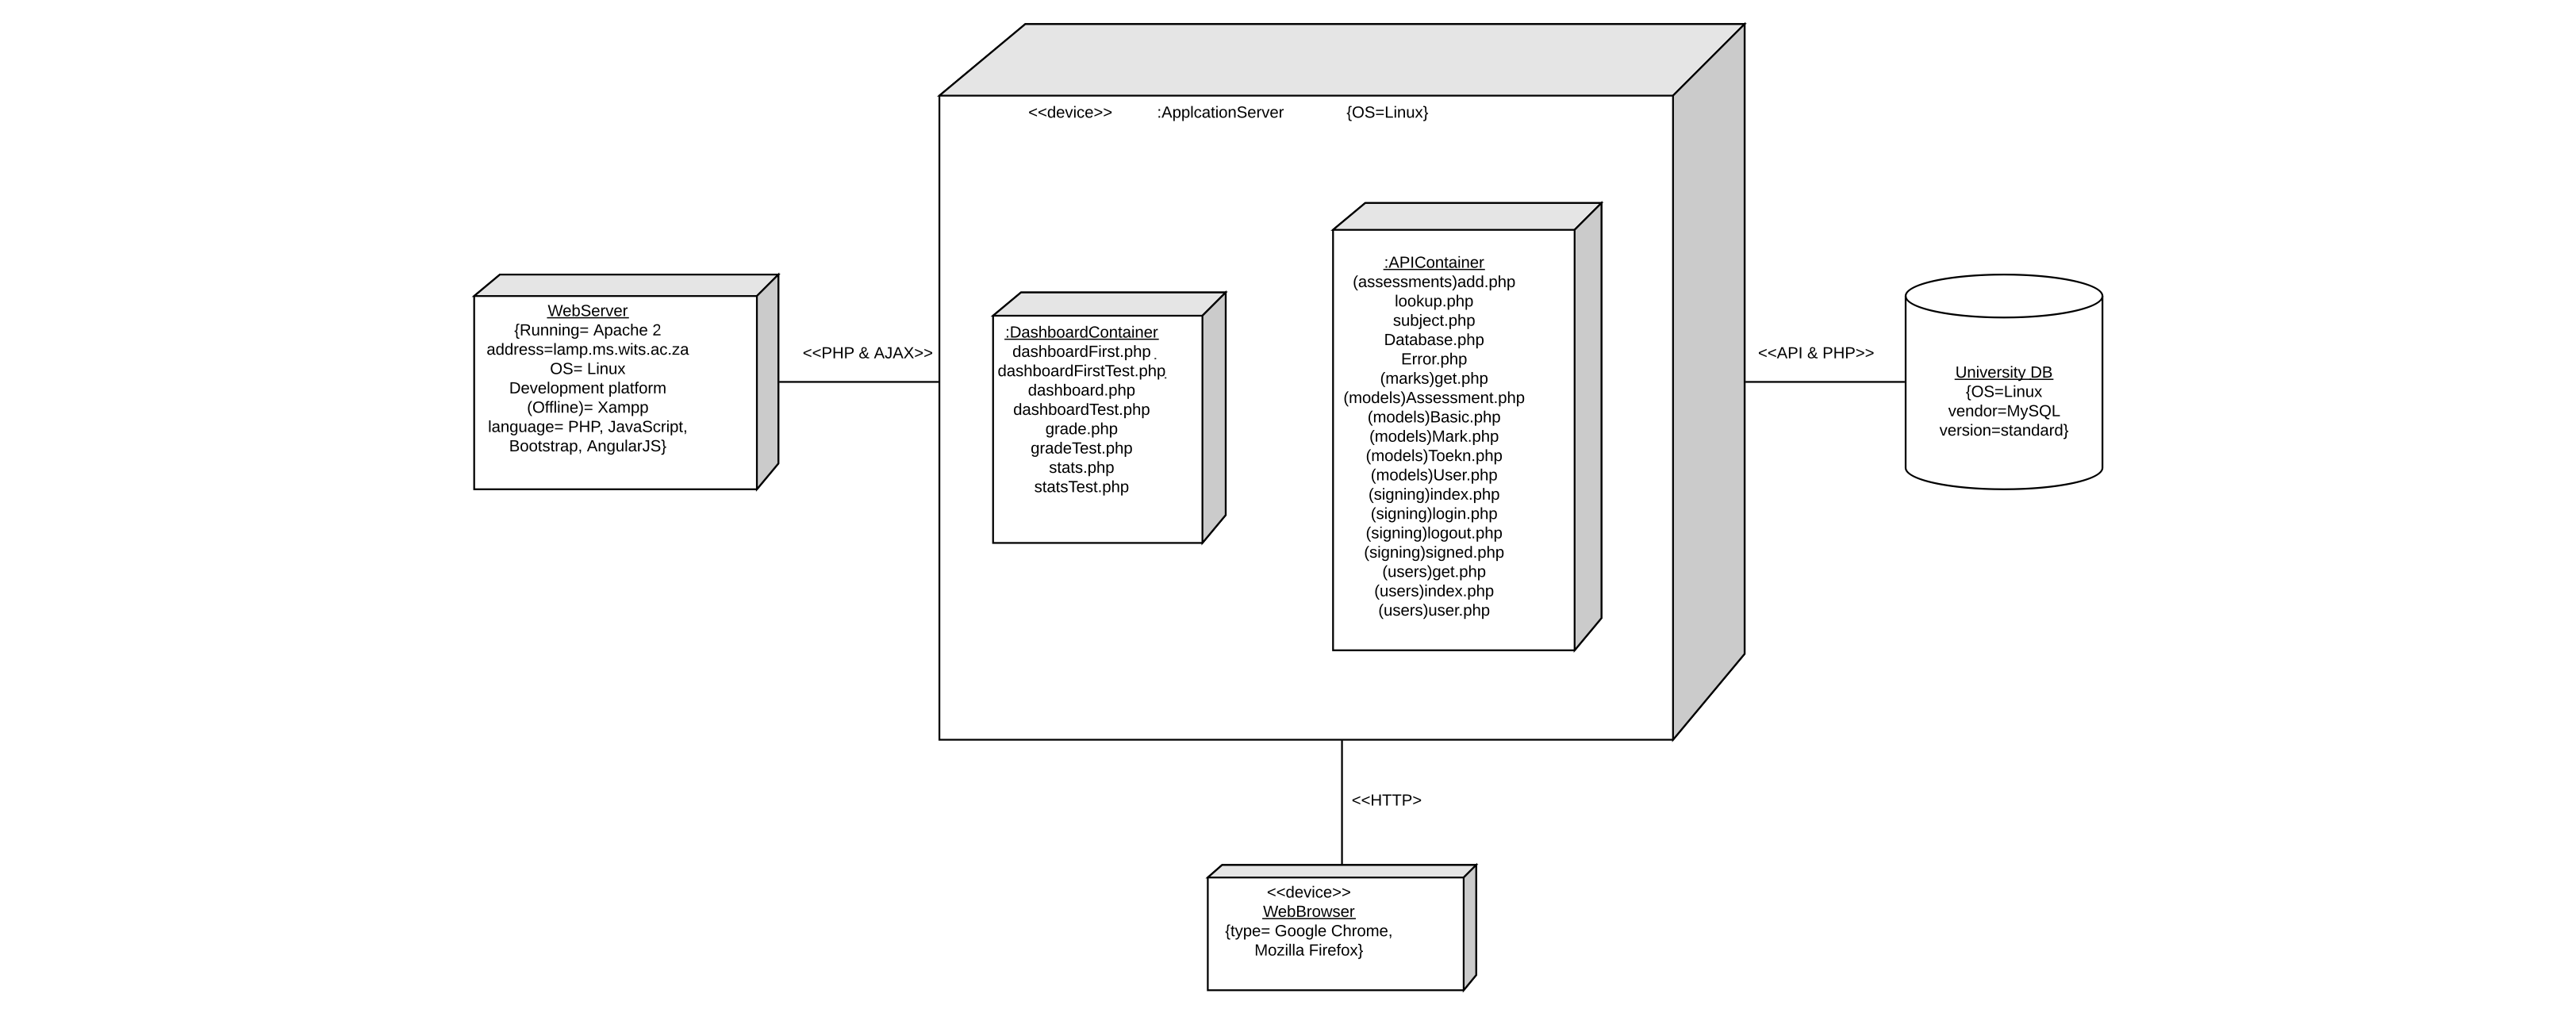 <<device>> :ApplcationServer {OS=Linux}
WebServer
{Running= Apache 2
address=lamp.ms.wits.ac.za
OS= Linux
Development platform
(Offline)= Xampp
language= PHP, JavaScript,
Bootstrap, AngularJS}
<<PHP & AJAX>>
:DashboardContainer
dashboardFirst.php
dashboardFirstTest.php
dashboard.php
dashboardTest.php
grade.php
gradeTest.php
stats.php
statsTest.php
:APIContainer
(assessments)add.php
lookup.php
subject.php
Database.php
Error.php
(marks)get.php
(models)Assessment.php
(models)Basic.php
(models)Mark.php
(models)Toekn.php
(models)User.php
(signing)index.php
(signing)login.php
(signing)logout.php
(signing)signed.php
(users)get.php
(users)index.php
(users)user.php
<<API & PHP>>
University DB
{OS=Linux
vendor=MySQL
version=standard}
<<HTTP>
<<device>>
WebBrowser
{type= Google Chrome,
Mozilla Firefox}